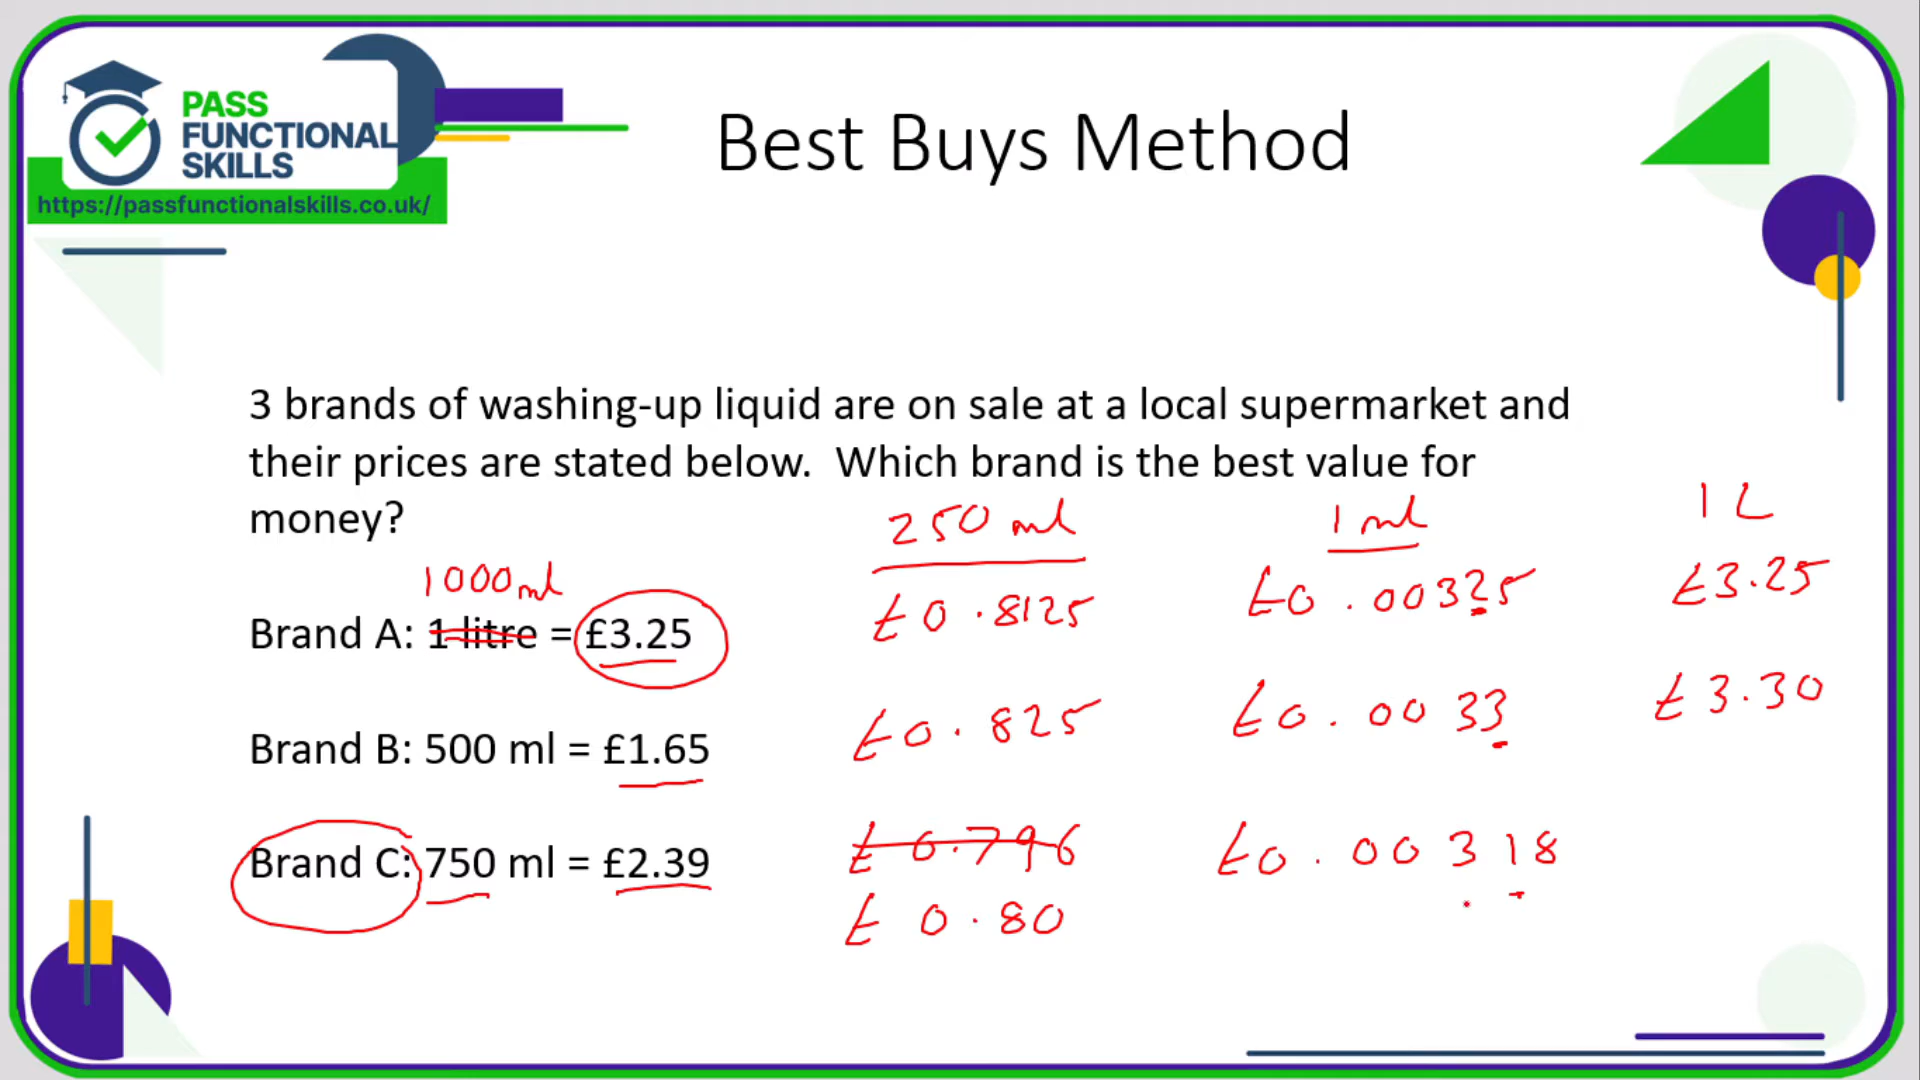 PASS
FUNCTIONAL
SKILLS
https://passfunctionalskills.co.uk/
Best Buys Method
3 brands of washing-up liquid are on sale at a local supermarket and
their prices are stated below. Which brand is the best value for
money?
250 ml 1 ml 1 L
1000ml
Brand A: 1 litre = £3.25 £0.8125 £0.00325 £3.25
Brand B: 500 ml = £1.65 £0.825 £0.0033 £3.30
Brand C: 750 ml = £2.39 £0.796 £0.00318
£0.80